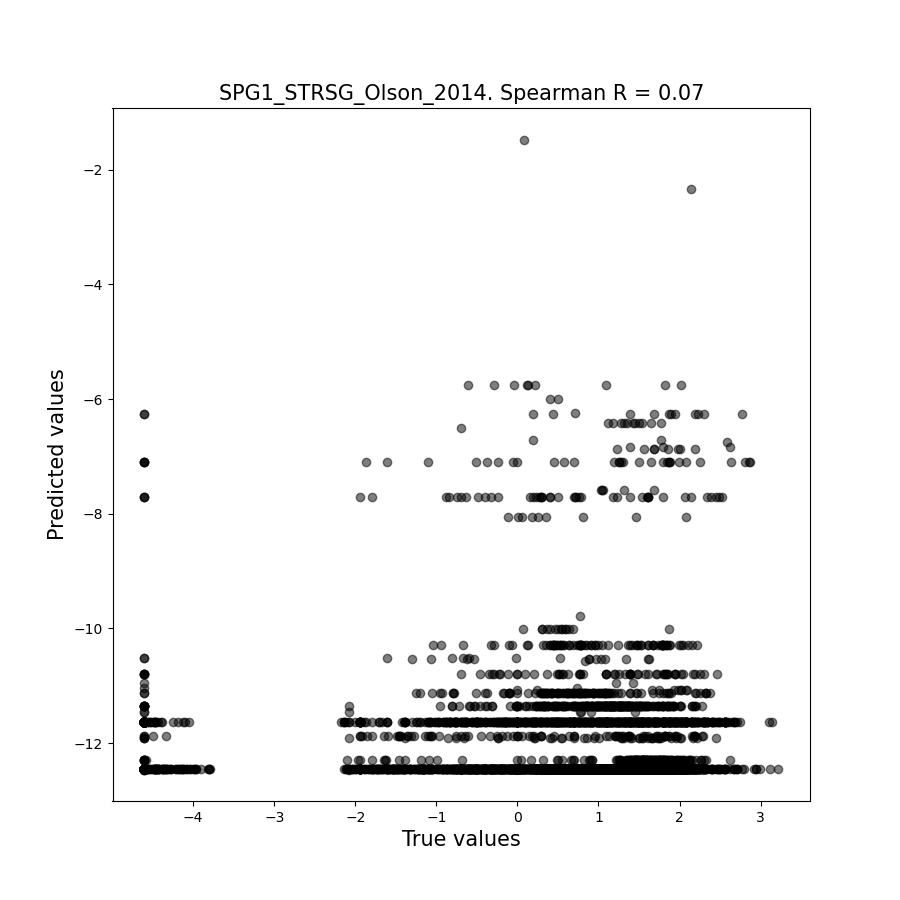 SPG1_STRSG_Olson_2014. Spearman R = 0.07
−2
−4
−6
−8
−10
−12
Predicted values
−4 −3 −2 −1 0 1 2 3
True values